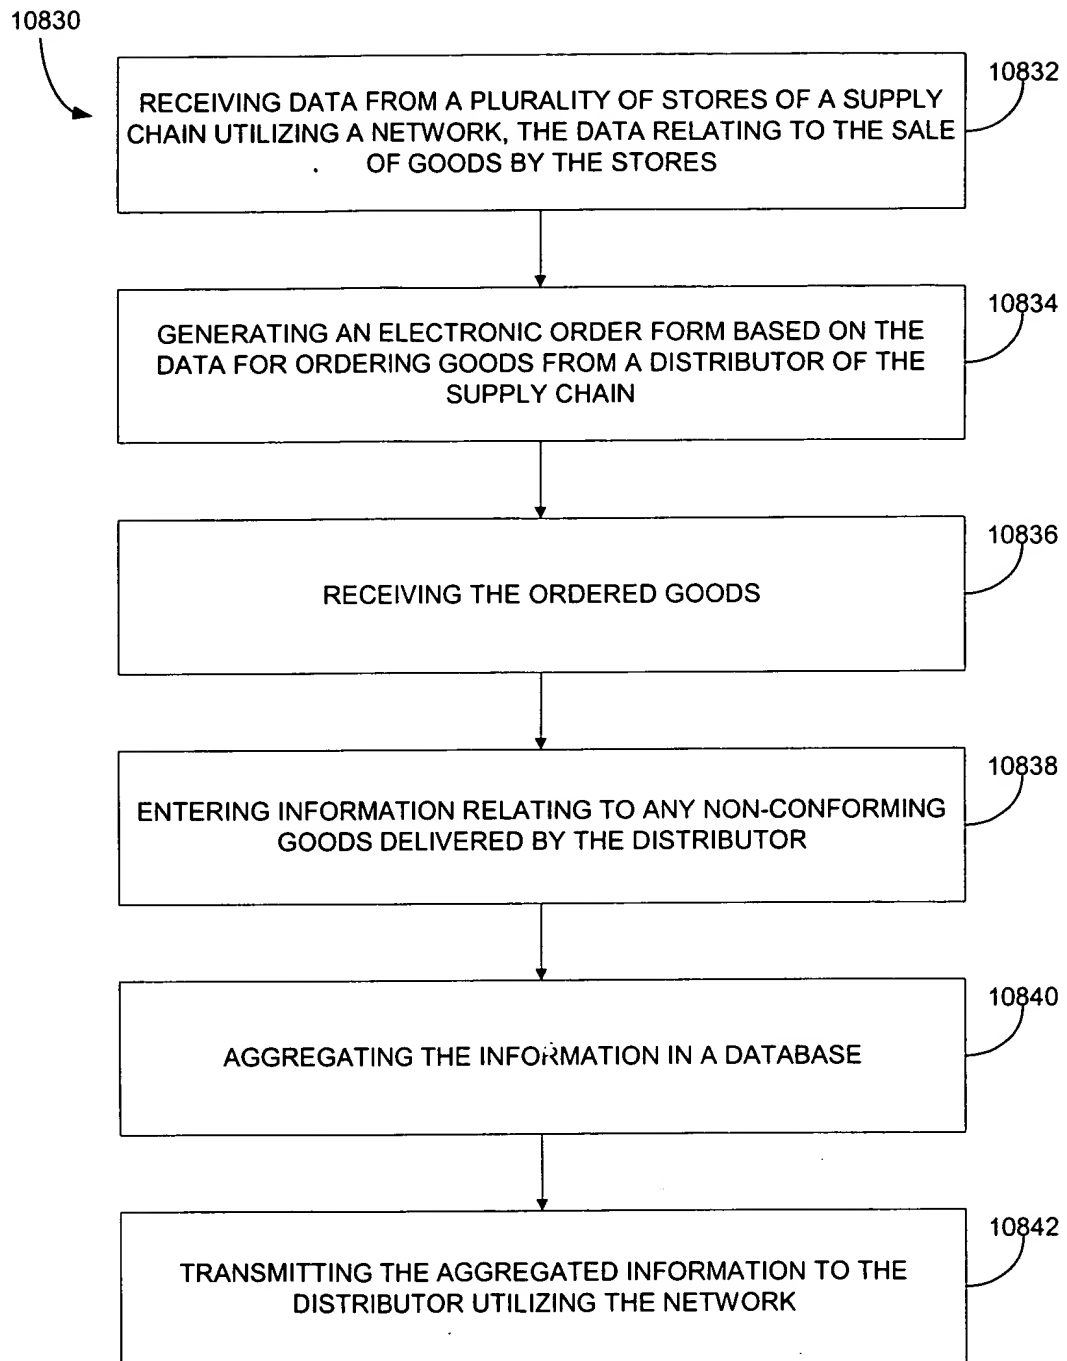 10830
10832
RECEIVING DATA FROM A PLURALITY OF STORES OF A SUPPLY
CHAIN UTILIZING A NETWORK, THE DATA RELATING TO THE SALE
OF GOODS BY THE STORES
10834
GENERATING AN ELECTRONIC ORDER FORM BASED ON THE
DATA FOR ORDERING GOODS FROM A DISTRIBUTOR OF THE
SUPPLY CHAIN
10836
RECEIVING THE ORDERED GOODS
10838
ENTERING INFORMATION RELATING TO ANY NON-CONFORMING
GOODS DELIVERED BY THE DISTRIBUTOR
10840
AGGREGATING THE INFORMATION IN A DATABASE
10842
TRANSMITTING THE AGGREGATED INFORMATION TO THE
DISTRIBUTOR UTILIZING THE NETWORK